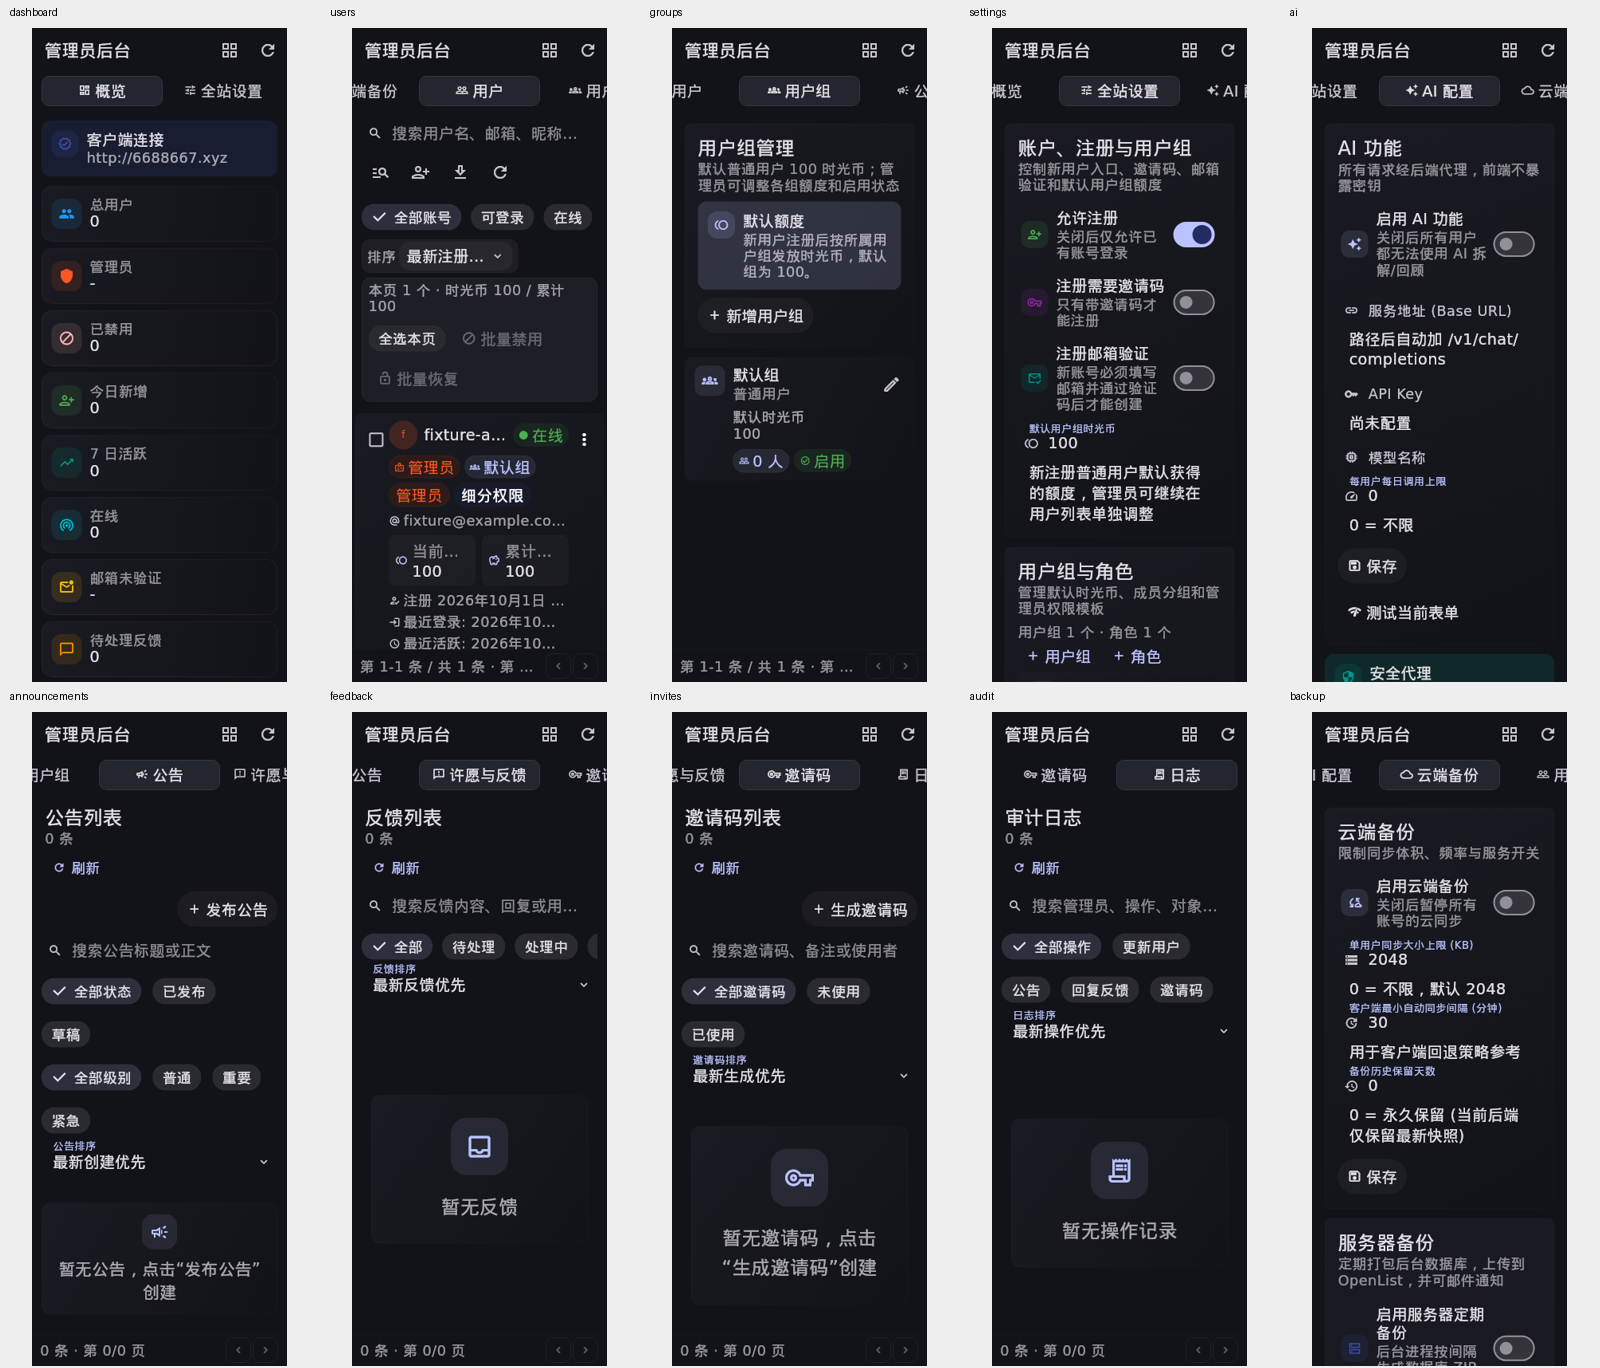 dashboard
管理员后台
概览
全站设置
客户端连接
http://6688667.xyz
总用户
0
管理员
-
已禁用
0
今日新增
0
7 日活跃
0
在线
0
邮箱未验证
-
待处理反馈
0
users
管理员后台
端备份
用户
搜索用户名、邮箱、昵称...
全部账号
可登录
在线
排序
最新注册...
本页 1 个 · 时光币 100 / 累计
100
全选本页
批量禁用
批量恢复
f
fixture-a...
在线
管理员
默认组
管理员
细分权限
fixture@example.co...
当前...
100
累计...
100
注册 2026年10月1日 ...
最近登录: 2026年10...
最近活跃: 2026年10...
第 1-1 条 / 共 1 条 · 第 ...
groups
管理员后台
用户
用户组
公
用户组管理
默认普通用户 100 时光币；管
理员可调整各组额度和启用状态
默认额度
新用户注册后按所属用
户组发放时光币，默认
组为 100。
新增用户组
默认组
普通用户
默认时光币
100
0 人
启用
第 1-1 条 / 共 1 条 · 第 ...
settings
管理员后台
概览
全站设置
AI
账户、注册与用户组
控制新用户入口、邀请码、邮箱
验证和默认用户组额度
允许注册
关闭后仅允许已
有账号登录
注册需要邀请码
只有带邀请码才
能注册
注册邮箱验证
新账号必须填写
邮箱并通过验证
码后才能创建
默认用户组时光币
100
新注册普通用户默认获得
的额度，管理员可继续在
用户列表单独调整
用户组与角色
管理默认时光币、成员分组和管
理员权限模板
用户组 1 个 · 角色 1 个
用户组
角色
ai
管理员后台
站设置
AI 配置
云端
AI 功能
所有请求经后端代理，前端不暴
露密钥
启用 AI 功能
关闭后所有用户
都无法使用 AI 拆
解/回顾
服务地址 (Base URL)
路径后自动加 /v1/chat/
completions
API Key
尚未配置
模型名称
每用户每日调用上限
0
0 = 不限
保存
测试当前表单
安全代理
announcements
管理员后台
用户组
公告
许愿与
公告列表
0 条
刷新
发布公告
搜索公告标题或正文
全部状态
已发布
草稿
全部级别
普通
重要
紧急
公告排序
最新创建优先
暂无公告，点击“发布公告”
创建
0 条 · 第 0/0 页
feedback
管理员后台
公告
许愿与反馈
邀请
反馈列表
0 条
刷新
搜索反馈内容、回复或用...
全部
待处理
处理中
反馈排序
最新反馈优先
暂无反馈
0 条 · 第 0/0 页
invites
管理员后台
愿与反馈
邀请码
日
邀请码列表
0 条
刷新
生成邀请码
搜索邀请码、备注或使用者
全部邀请码
未使用
已使用
邀请码排序
最新生成优先
暂无邀请码，点击
“生成邀请码”创建
0 条 · 第 0/0 页
audit
管理员后台
邀请码
日志
审计日志
0 条
刷新
搜索管理员、操作、对象...
全部操作
更新用户
公告
回复反馈
邀请码
日志排序
最新操作优先
暂无操作记录
0 条 · 第 0/0 页
backup
管理员后台
配置
云端备份
用
云端备份
限制同步体积、频率与服务开关
启用云端备份
关闭后暂停所有
账号的云同步
单用户同步大小上限 (KB)
2048
0 = 不限，默认 2048
客户端最小自动同步间隔 (分钟)
30
用于客户端回退策略参考
备份历史保留天数
0
0 = 永久保留 (当前后端
仅保留最新快照)
保存
服务器备份
定期打包后台数据库，上传到
OpenList，并可邮件通知
启用服务器定期
备份
后台进程按间隔
生成数据库 ZIP